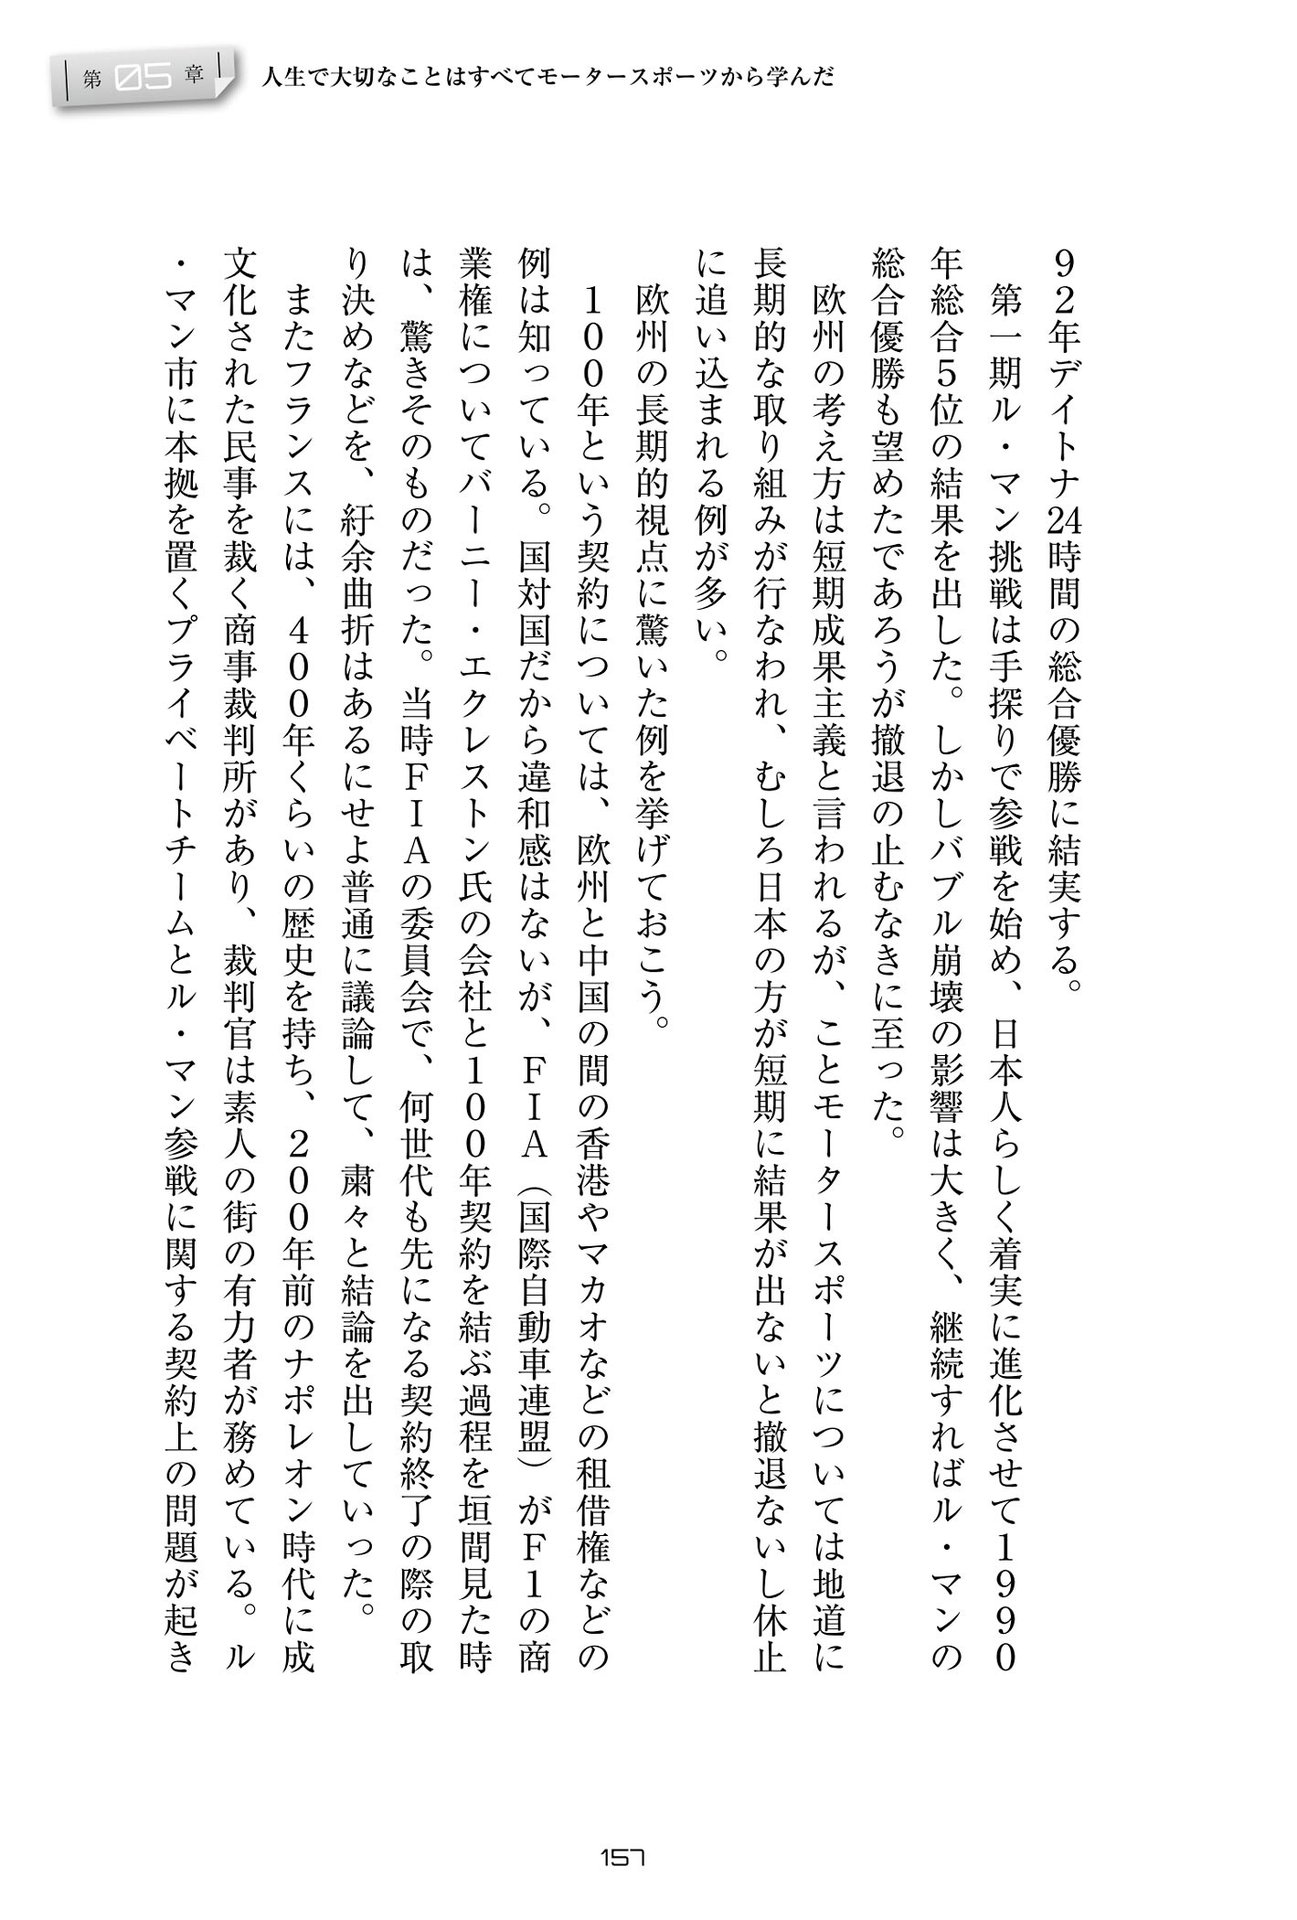 第05章 人生で大切なことはすべてモータースポーツから学んだ
９２年デイトナ24時間の総合優勝に結実する。
　第一期ル・マン挑戦は手探りで参戦を始め、日本人らしく着実に進化させて１９９０
年総合５位の結果を出した。しかしバブル崩壊の影響は大きく、継続すればル・マンの
総合優勝も望めたであろうが撤退の止むなきに至った。
　欧州の考え方は短期成果主義と言われるが、ことモータースポーツについては地道に
長期的な取り組みが行なわれ、むしろ日本の方が短期に結果が出ないと撤退ないし休止
に追い込まれる例が多い。
　欧州の長期的視点に驚いた例を挙げておこう。
　１００年という契約については、欧州と中国の間の香港やマカオなどの租借権などの
例は知っている。国対国だから違和感はないが、ＦＩＡ（国際自動車連盟）がＦ１の商
業権についてバーニー・エクレストン氏の会社と１００年契約を結ぶ過程を垣間見た時
は、驚きそのものだった。当時ＦＩＡの委員会で、何世代も先になる契約終了の際の取
り決めなどを、紆余曲折はあるにせよ普通に議論して、粛々と結論を出していった。
　またフランスには、４００年くらいの歴史を持ち、２００年前のナポレオン時代に成
文化された民事を裁く商事裁判所があり、裁判官は素人の街の有力者が務めている。ル
・マン市に本拠を置くプライベートチームとル・マン参戦に関する契約上の問題が起き
157